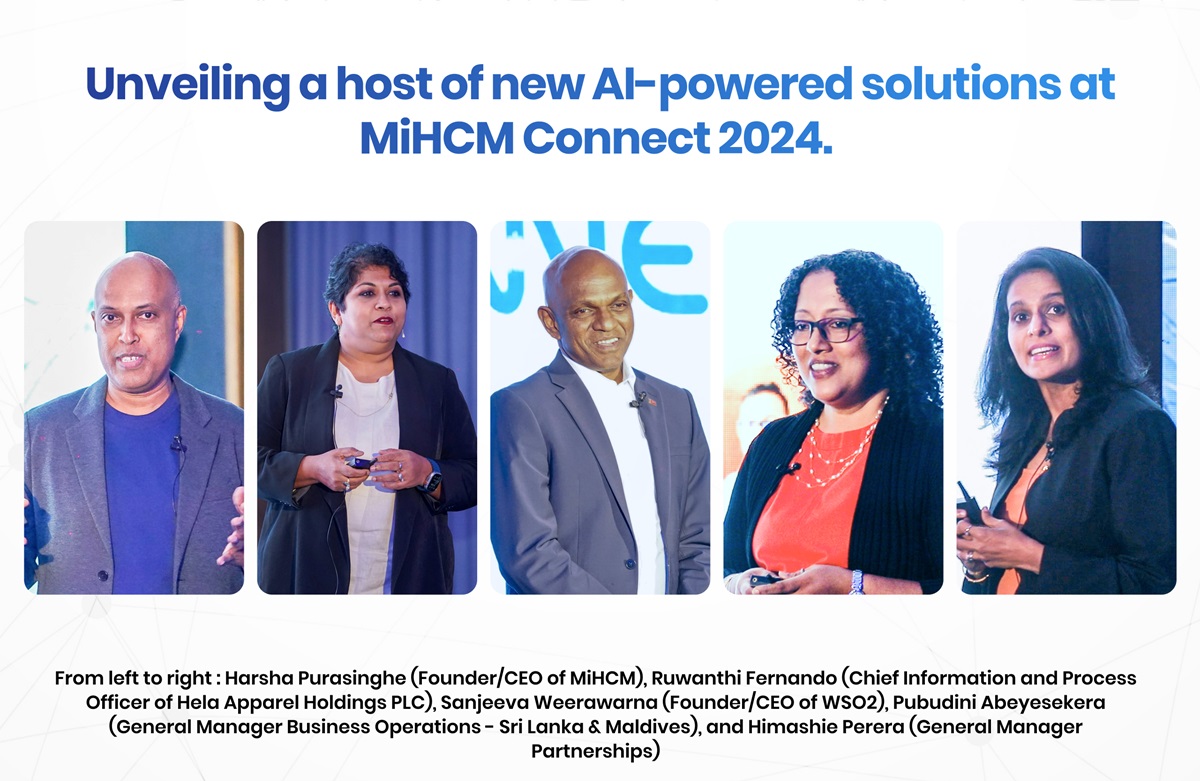 Unveiling a host of new AI-powered solutions at
MiHCM Connect 2024.
From left to right : Harsha Purasinghe (Founder/CEO of MiHCM), Ruwanthi Fernando (Chief Information and Process
Officer of Hela Apparel Holdings PLC), Sanjeeva Weerawarna (Founder/CEO of WSO2), Pubudini Abeyesekera
(General Manager Business Operations - Sri Lanka & Maldives), and Himashie Perera (General Manager
Partnerships)